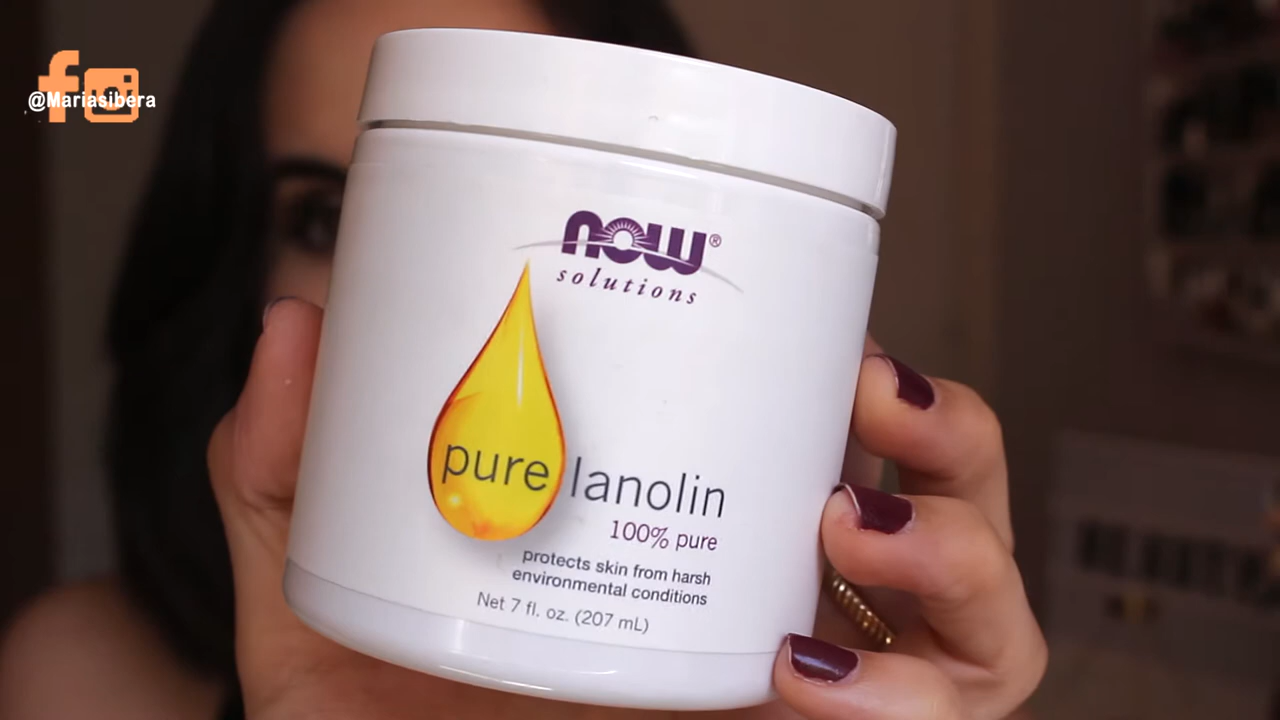 @Mariasibera
now®
solutions
pure lanolin
100% pure
protects skin from harsh
environmental conditions
Net 7 fl. oz. (207 mL)